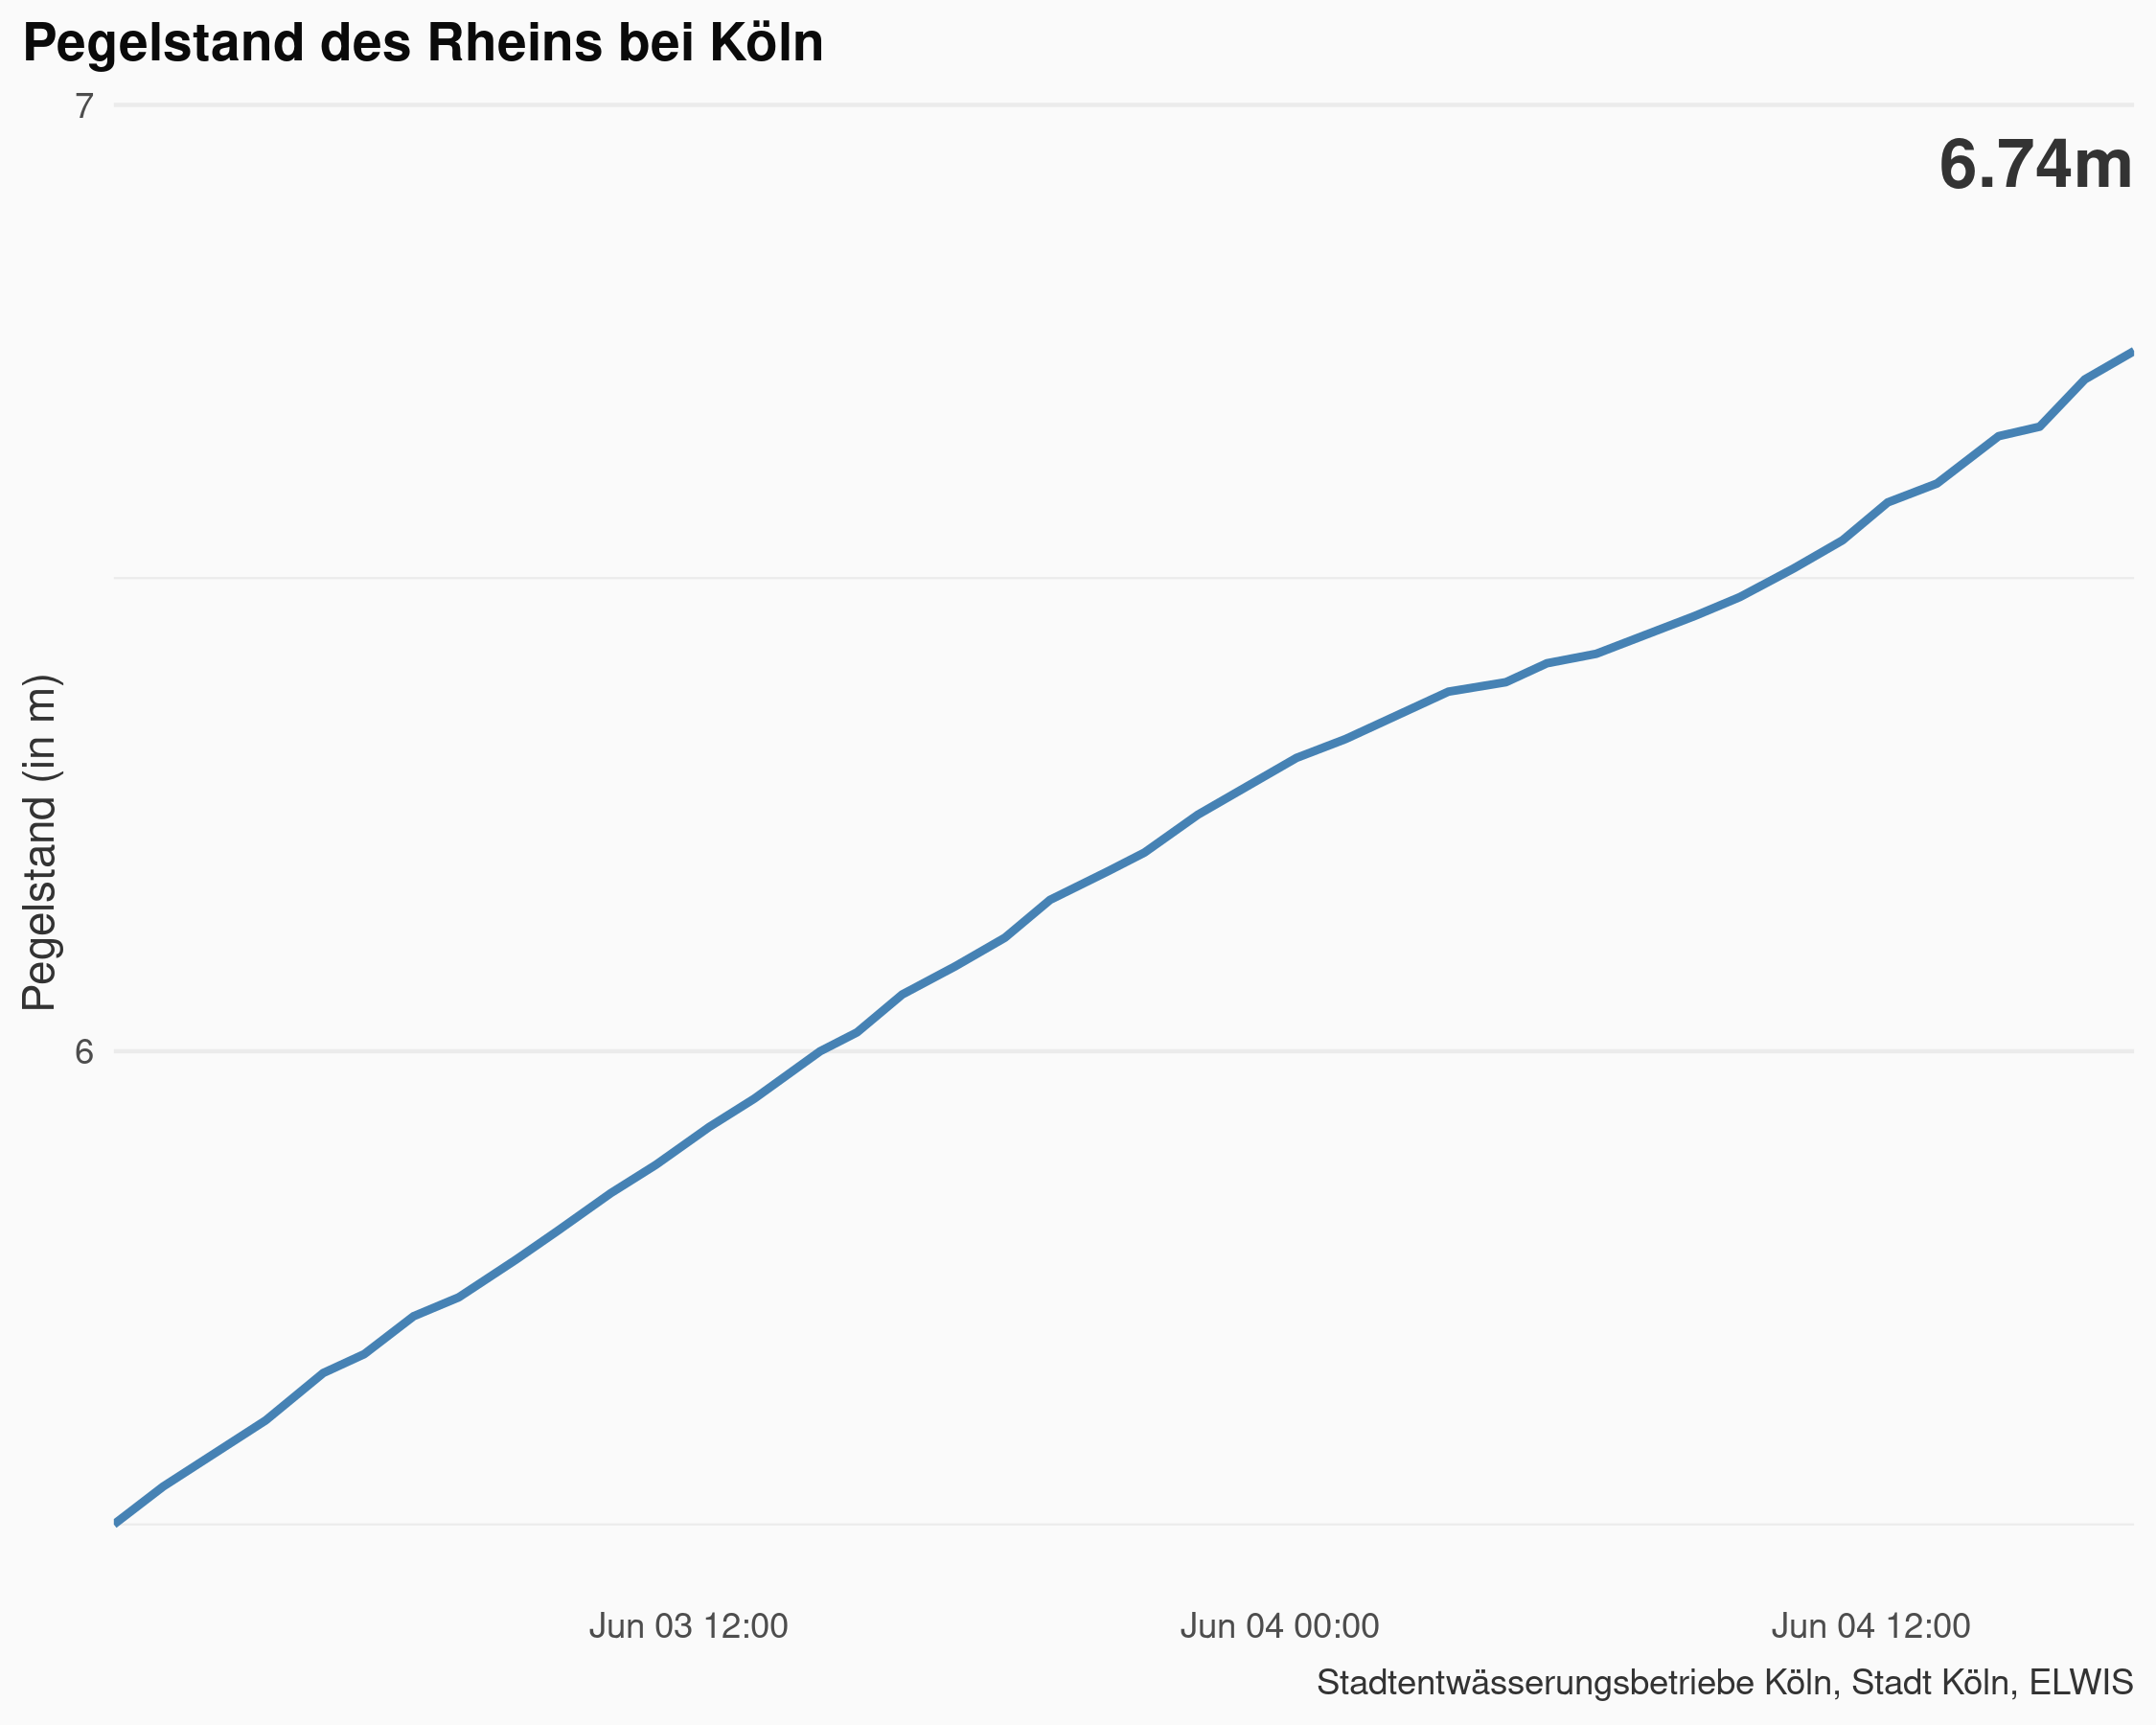 Pegelstand des Rheins bei Köln
7
6.74m
Pegelstand (in m)
6
Jun 03 12:00
Jun 04 00:00
Jun 04 12:00
Stadtentwässerungsbetriebe Köln, Stadt Köln, ELWIS